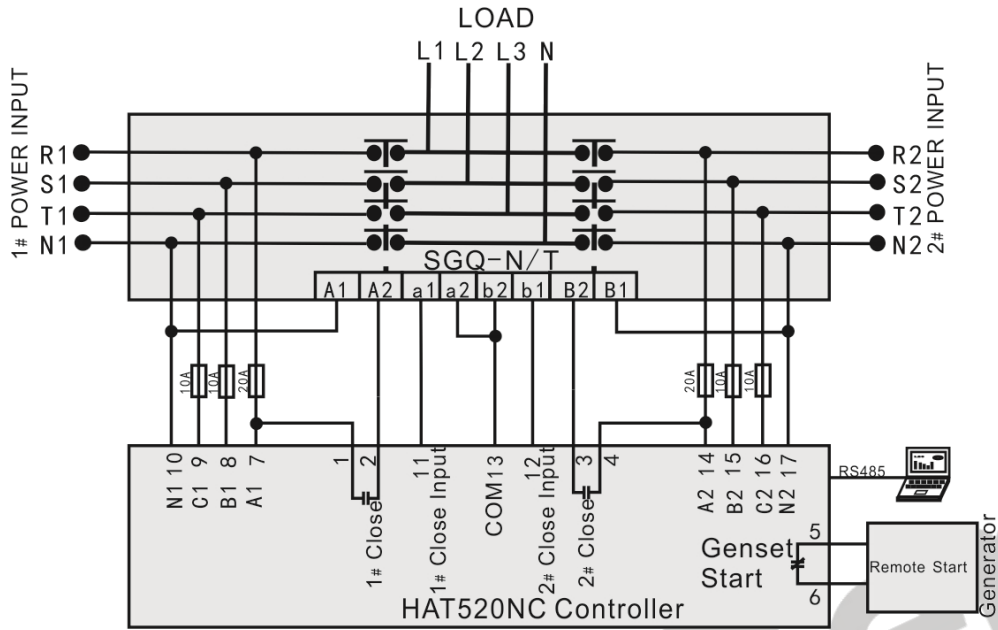 LOAD
L1 L2 L3 N
1# POWER INPUT
R1
S1
T1
N1
R2
S2
T2
N2
2# POWER INPUT
SGQ-N/T
A1 A2 a1 a2 b2 b1 B2 B1
10A 10A 20A
20A 10A 10A
N1 10
C1 9
B1 8
A1 7
1
2
1# Close
11
1# Close Input
COM13
12
2# Close Input
3
2# Close
4
A2 14
B2 15
C2 16
N2 17
RS485
Genset
Start
5
6
Remote Start
Generator
HAT520NC Controller